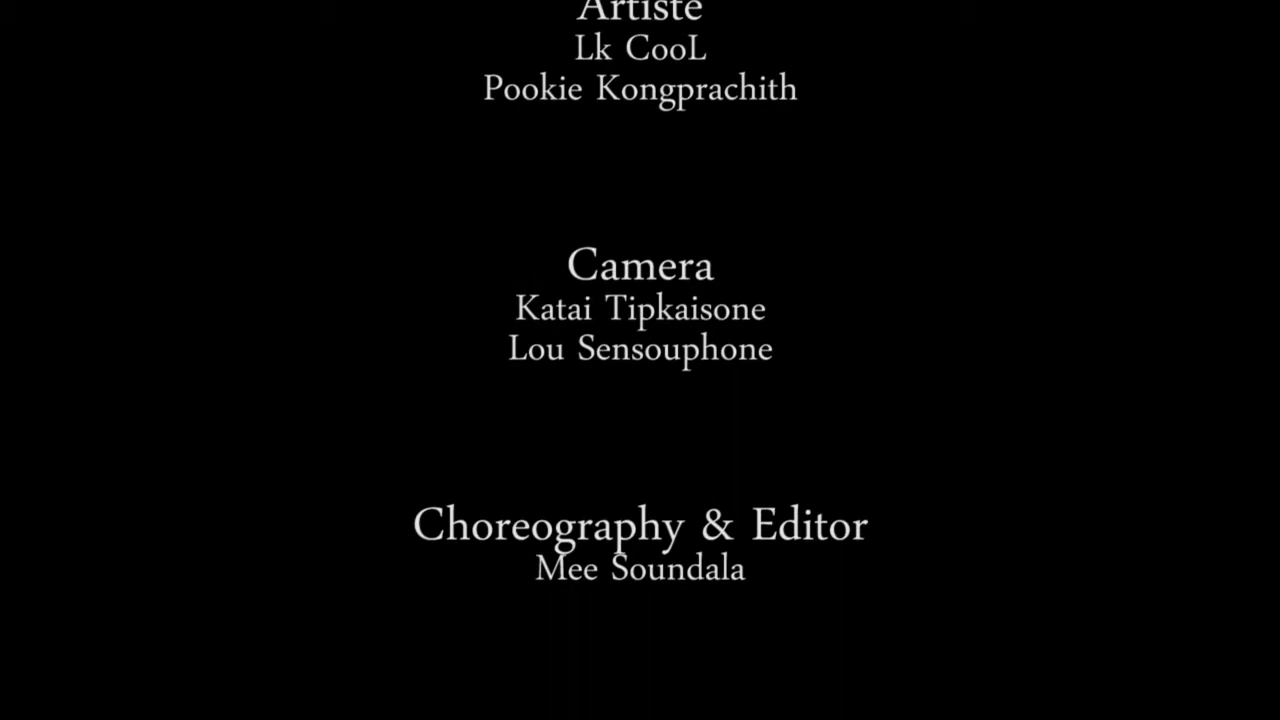 Artiste
Lk CooL
Pookie Kongprachith
Camera
Katai Tipkaisone
Lou Sensouphone
Choreography & Editor
Mee Soundala